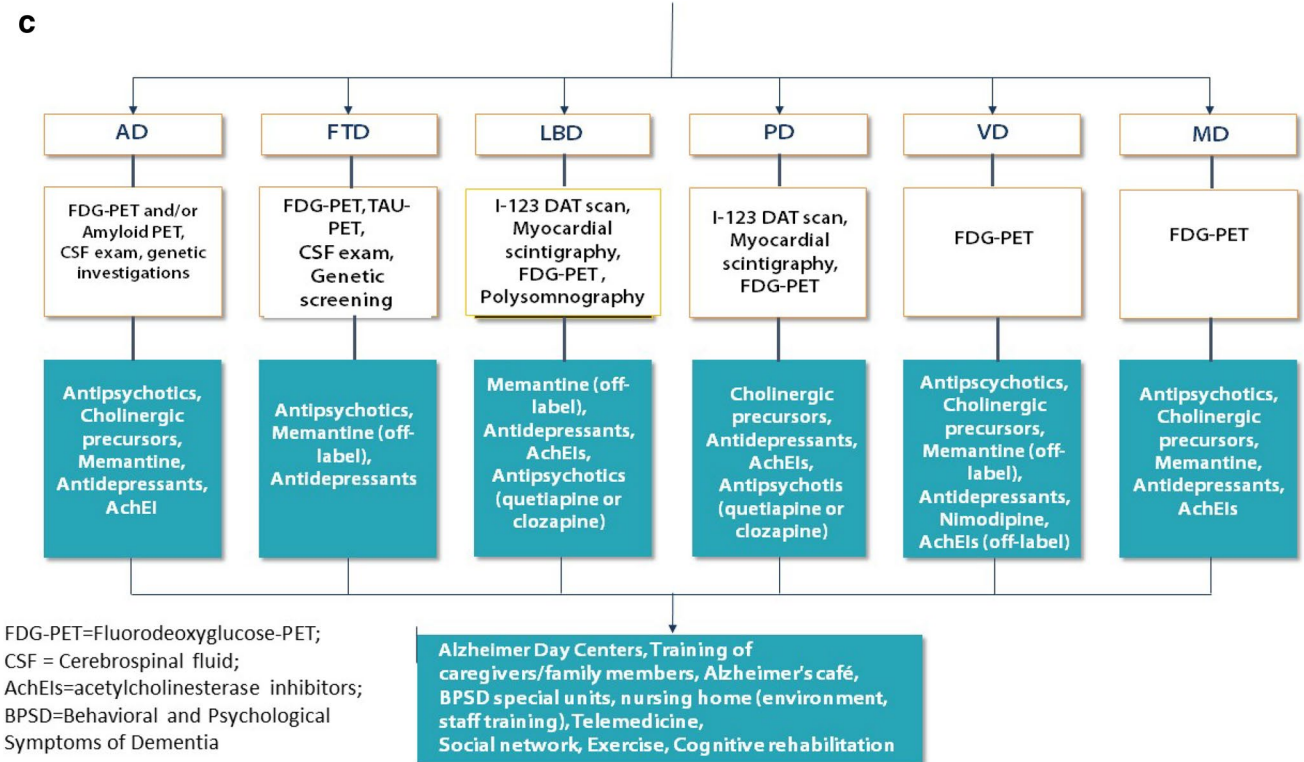 c
AD
FTD
LBD
PD
VD
MD
FDG-PET and/or
Amyloid PET,
CSF exam, genetic
investigations
FDG-PET, TAU-
PET,
CSF exam,
Genetic
screening
I-123 DAT scan,
Myocardial
scintigraphy,
FDG-PET ,
Polysomnography
I-123 DAT scan,
Myocardial
scintigraphy,
FDG-PET
FDG-PET
FDG-PET
Antipsychotics,
Cholinergic
precursors,
Memantine,
Antidepressants,
AchEI
Antipsychotics,
Memantine (off-
label),
Antidepressants
Memantine (off-
label),
Antidepressants,
AchEIs,
Antipsychotics
(quetiapine or
clozapine)
Cholinergic
precursors,
Antidepressants,
AchEIs,
Antipsychotis
(quetiapine or
clozapine)
Antipscychotics,
Cholinergic
precursors,
Memantine (off-
label),
Antidepressants,
Nimodipine,
AchEIs (off-label)
Antipsychotics,
Cholinergic
precursors,
Memantine,
Antidepressants,
AchEIs
FDG-PET=Fluorodeoxyglucose-PET;
CSF = Cerebrospinal fluid;
AchEIs=acetylcholinesterase inhibitors;
BPSD=Behavioral and Psychological
Symptoms of Dementia
Alzheimer Day Centers, Training of
caregivers/family members, Alzheimer's café,
BPSD special units, nursing home (environment,
staff training), Telemedicine,
Social network, Exercise, Cognitive rehabilitation